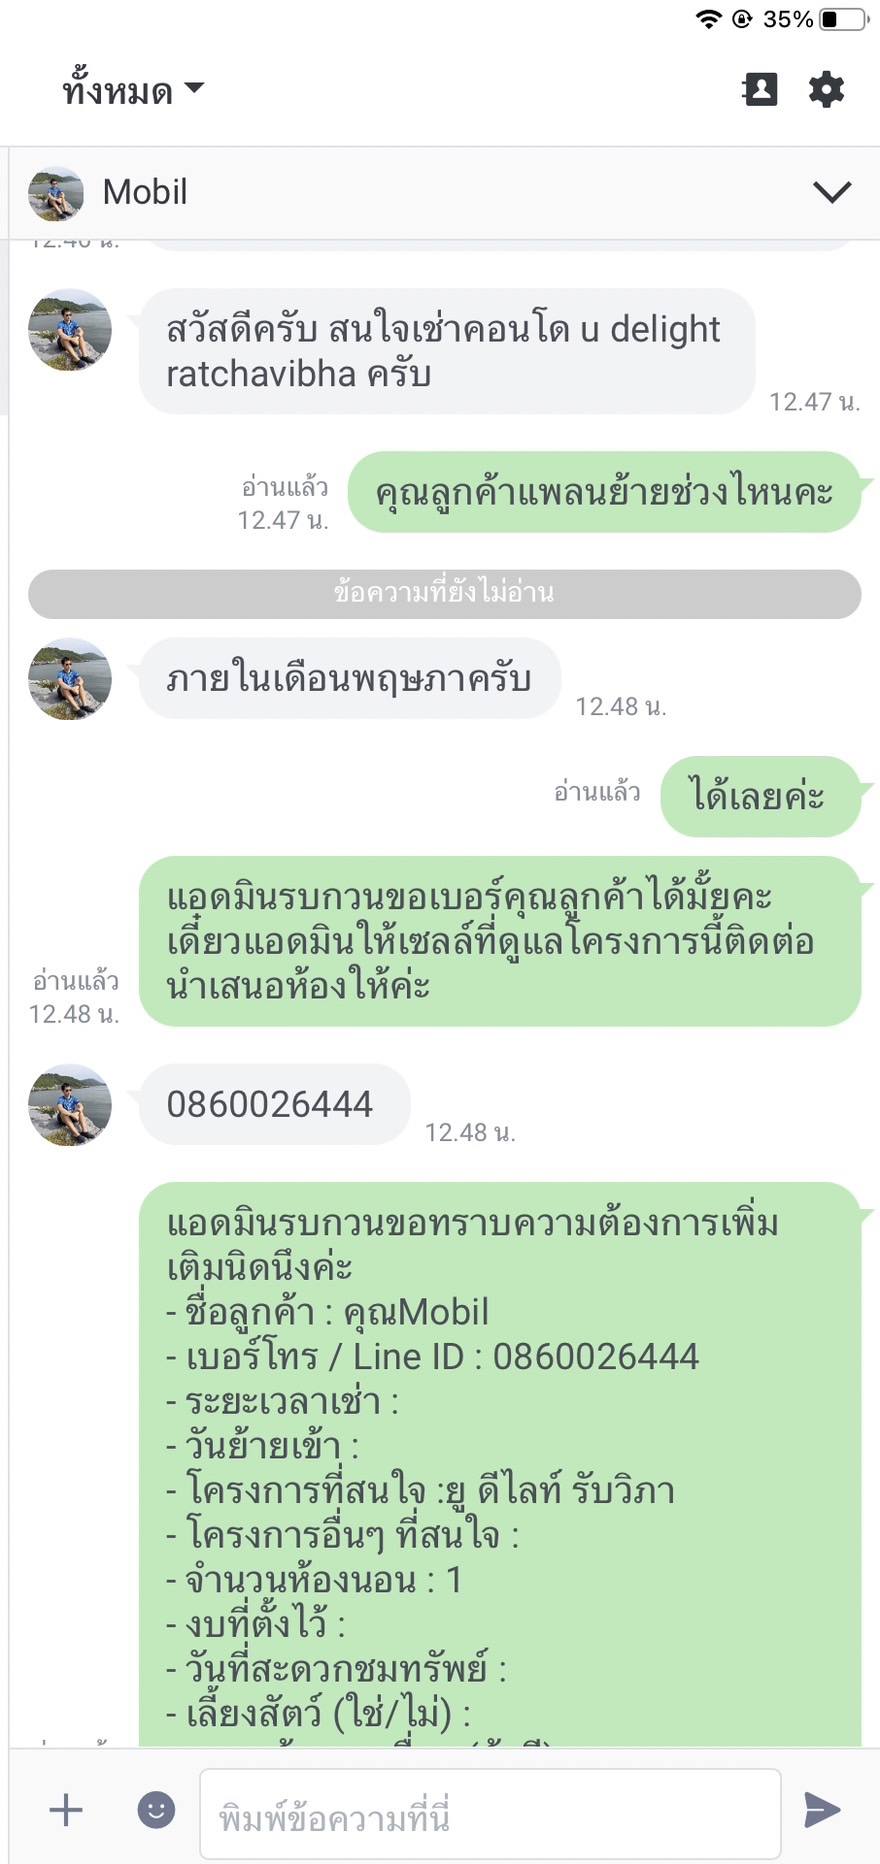 35%
ทั้งหมด
Mobil
12.46 น.
สวัสดีครับ สนใจเช่าคอนโด u delight
ratchavibha ครับ
12.47 น.
คุณลูกค้าแพลนย้ายช่วงไหนคะ
อ่านแล้ว
12.47 น.
ข้อความที่ยังไม่อ่าน
ภายในเดือนพฤษภาครับ
12.48 น.
ได้เลยค่ะ
อ่านแล้ว
แอดมินรบกวนขอเบอร์คุณลูกค้าได้มั้ยคะ
เดี๋ยวแอดมินให้เซลล์ที่ดูแลโครงการนี้ติดต่อ
นำเสนอห้องให้ค่ะ
อ่านแล้ว
12.48 น.
0860026444
12.48 น.
แอดมินรบกวนขอทราบความต้องการเพิ่ม
เติมนิดนึงค่ะ
- ชื่อลูกค้า : คุณMobil
- เบอร์โทร / Line ID : 0860026444
- ระยะเวลาเช่า :
- วันย้ายเข้า :
- โครงการที่สนใจ :ยู ดีไลท์ รับวิภา
- โครงการอื่นๆ ที่สนใจ :
- จำนวนห้องนอน : 1
- งบที่ตั้งไว้ :
- วันที่สะดวกชมทรัพย์ :
- เลี้ยงสัตว์ (ใช่/ไม่) :
พิมพ์ข้อความที่นี่